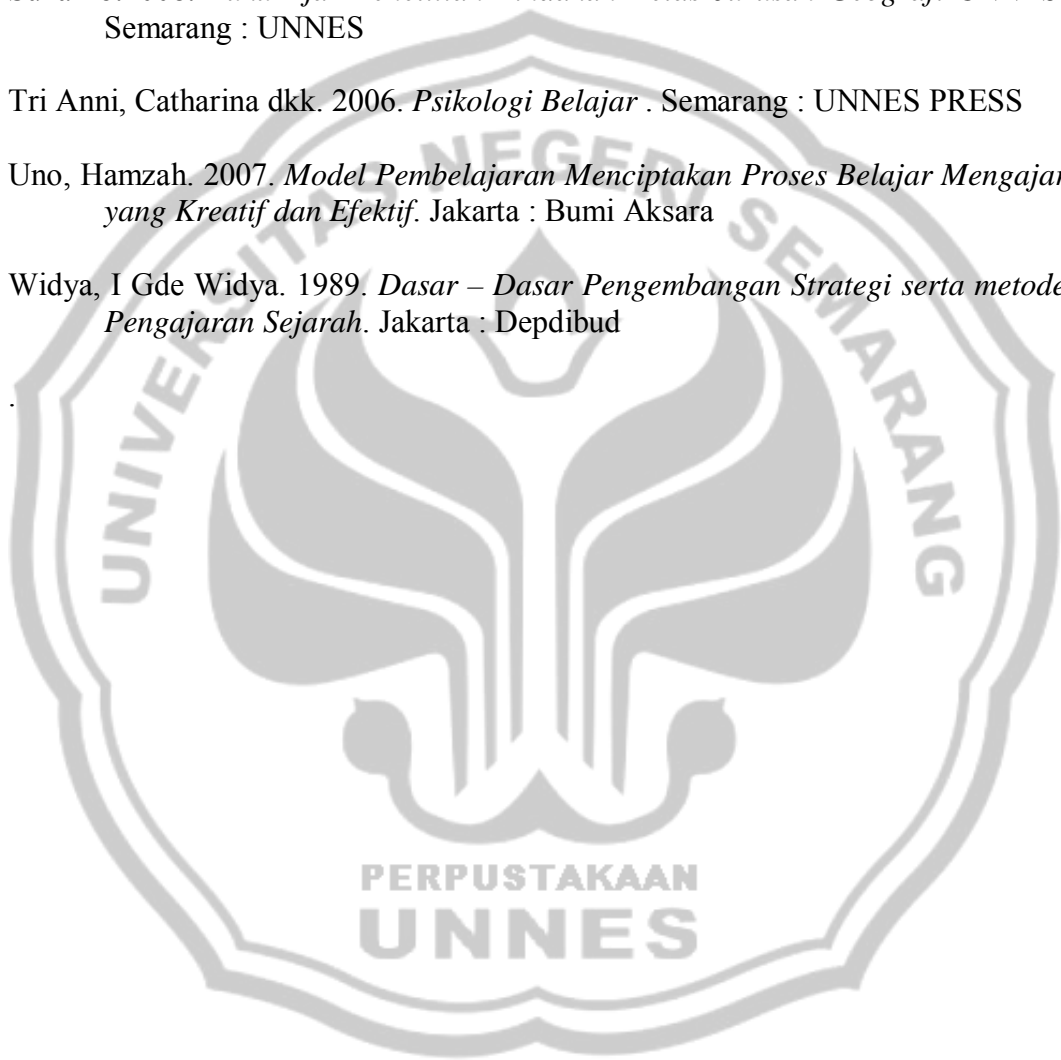 Semarang : UNNES
Tri Anni, Catharina dkk. 2006. Psikologi Belajar . Semarang : UNNES PRESS
Uno, Hamzah. 2007. Model Pembelajaran Menciptakan Proses Belajar Mengajar
yang Kreatif dan Efektif. Jakarta : Bumi Aksara
Widya, I Gde Widya. 1989. Dasar – Dasar Pengembangan Strategi serta metode
Pengajaran Sejarah. Jakarta : Depdibud
.
UNIVERSITAS NEGERI SEMARANG
PERPUSTAKAAN
UNNES